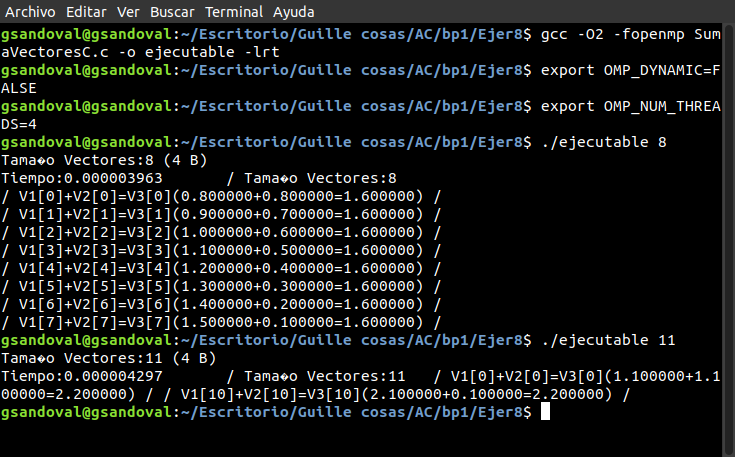 Archivo Editar Ver Buscar Terminal Ayuda
gsandoval@gsandoval:~/Escritorio/Guille cosas/AC/bp1/Ejer8$ gcc -O2 -fopenmp Sum
aVectoresC.c -o ejecutable -lrt
gsandoval@gsandoval:~/Escritorio/Guille cosas/AC/bp1/Ejer8$ export OMP_DYNAMIC=F
ALSE
gsandoval@gsandoval:~/Escritorio/Guille cosas/AC/bp1/Ejer8$ export OMP_NUM_THREA
DS=4
gsandoval@gsandoval:~/Escritorio/Guille cosas/AC/bp1/Ejer8$ ./ejecutable 8
Tama�o Vectores:8 (4 B)
Tiempo:0.000003963       / Tama�o Vectores:8
/ V1[0]+V2[0]=V3[0](0.800000+0.800000=1.600000) /
/ V1[1]+V2[1]=V3[1](0.900000+0.700000=1.600000) /
/ V1[2]+V2[2]=V3[2](1.000000+0.600000=1.600000) /
/ V1[3]+V2[3]=V3[3](1.100000+0.500000=1.600000) /
/ V1[4]+V2[4]=V3[4](1.200000+0.400000=1.600000) /
/ V1[5]+V2[5]=V3[5](1.300000+0.300000=1.600000) /
/ V1[6]+V2[6]=V3[6](1.400000+0.200000=1.600000) /
/ V1[7]+V2[7]=V3[7](1.500000+0.100000=1.600000) /
gsandoval@gsandoval:~/Escritorio/Guille cosas/AC/bp1/Ejer8$ ./ejecutable 11
Tama�o Vectores:11 (4 B)
Tiempo:0.000004297       / Tama�o Vectores:11   / V1[0]+V2[0]=V3[0](1.100000+1.1
00000=2.200000) / / V1[10]+V2[10]=V3[10](2.100000+0.100000=2.200000) /
gsandoval@gsandoval:~/Escritorio/Guille cosas/AC/bp1/Ejer8$